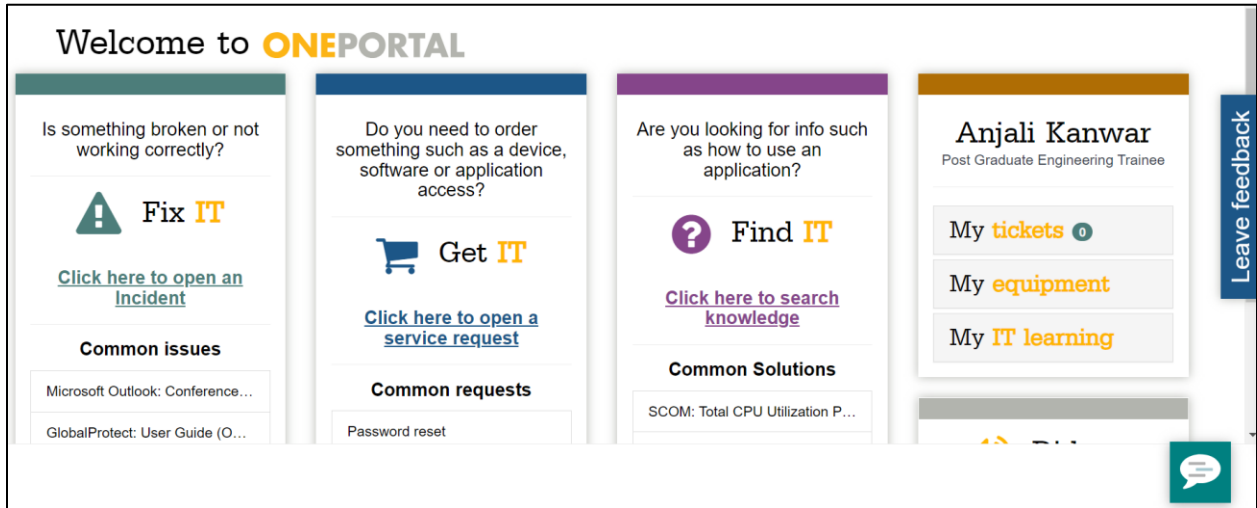 Welcome to ONEPORTAL
Is something broken or not
working correctly?
Fix IT
Click here to open an
Incident
Common issues
Microsoft Outlook: Conference...
GlobalProtect: User Guide (O...
Do you need to order
something such as a device,
software or application
access?
Get IT
Click here to open a
service request
Common requests
Password reset
Are you looking for info such
as how to use an
application?
Find IT
Click here to search
knowledge
Common Solutions
SCOM: Total CPU Utilization P...
Anjali Kanwar
Post Graduate Engineering Trainee
My tickets 0
My equipment
My IT learning
Leave feedback